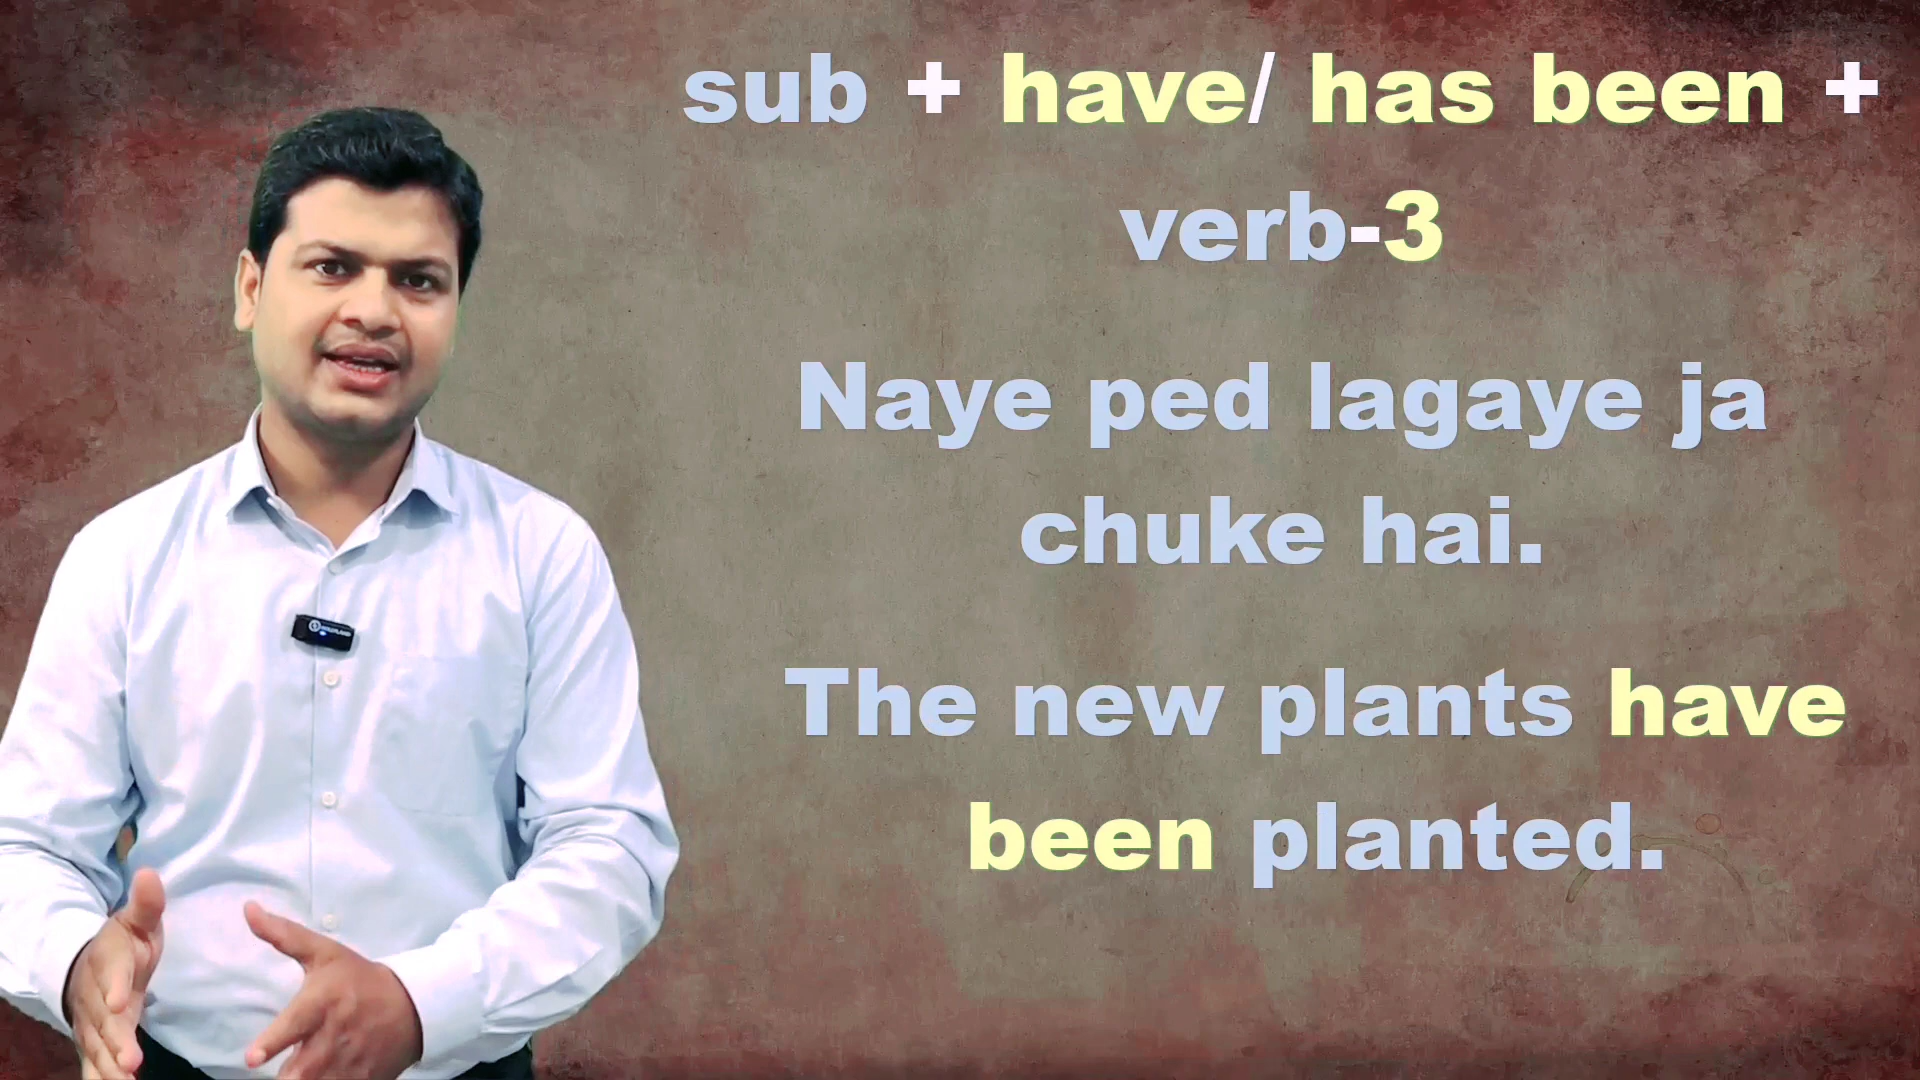 sub + have/ has been +
verb-3
Naye ped lagaye ja
chuke hai.
The new plants have
been planted.